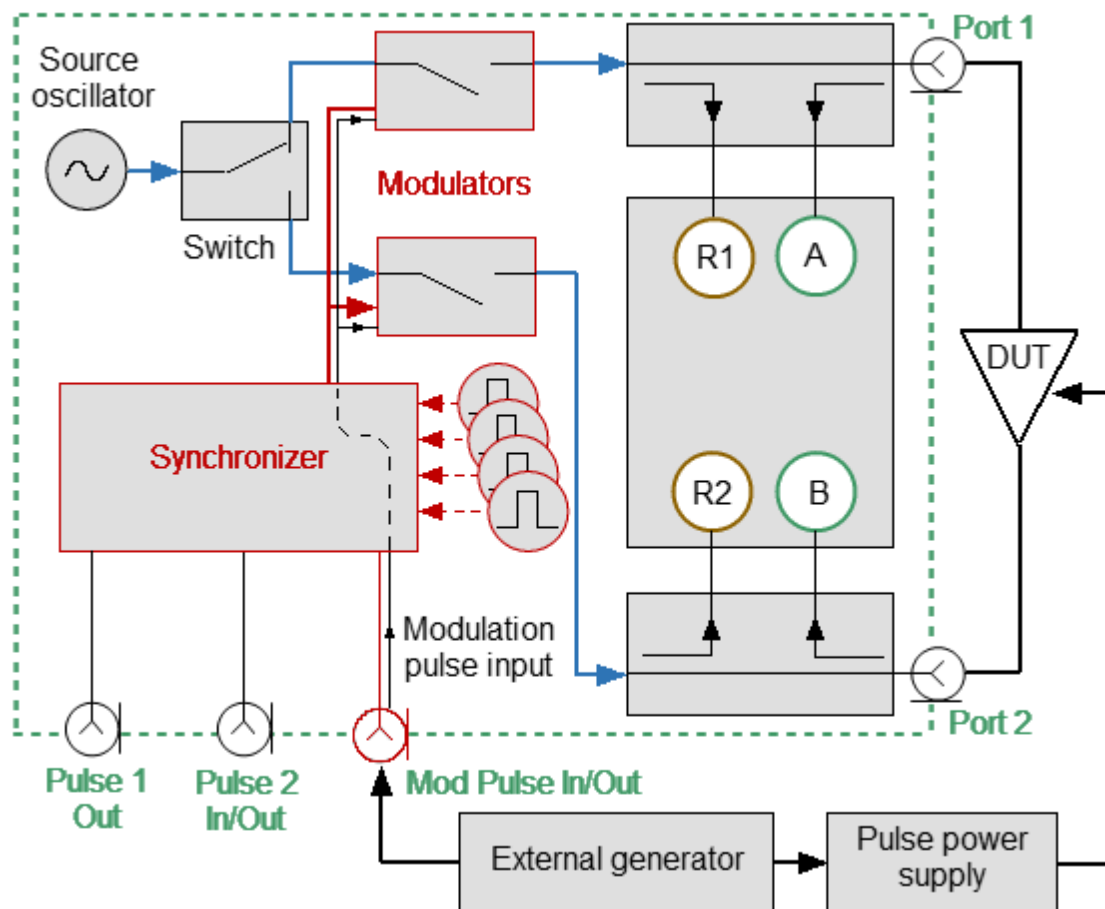 Port 1
Source
oscillator
Modulators
Switch
R1
A
DUT
Synchronizer
R2
B
Modulation
pulse input
Port 2
Pulse 1
Out
Pulse 2
In/Out
Mod Pulse In/Out
External generator
Pulse power
supply